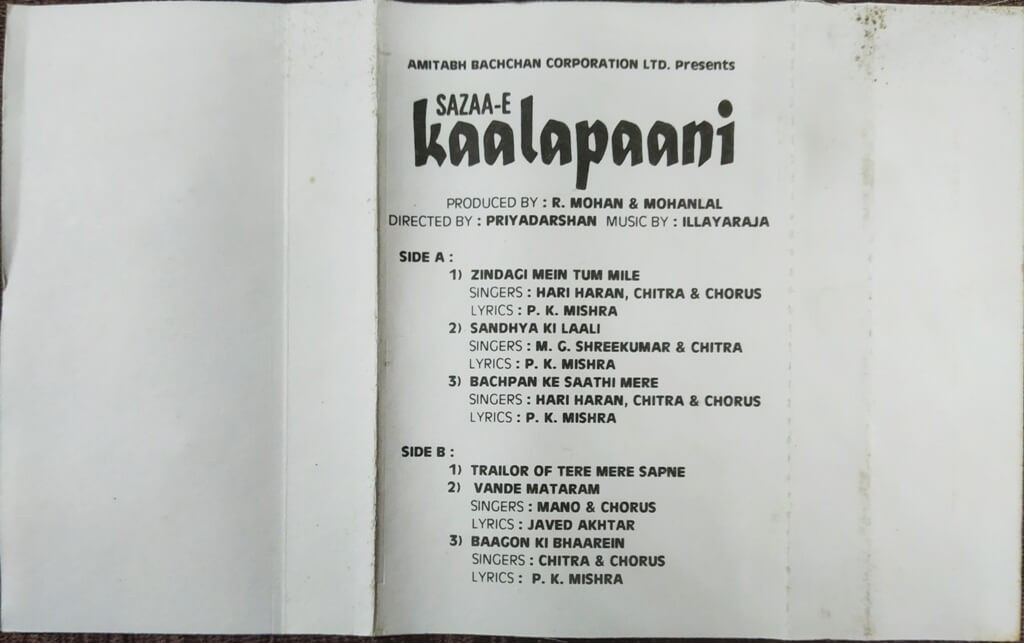 AMITABH BACHCHAN CORPORATION LTD. Presents
SAZAA-E
kaalapaani
PRODUCED BY : R. MOHAN & MOHANLAL
DIRECTED BY : PRIYADARSHAN MUSIC BY : ILLAYARAJA
SIDE A :
1) ZINDAGI MEIN TUM MILE
SINGERS : HARI HARAN, CHITRA & CHORUS
LYRICS : P. K. MISHRA
2) SANDHYA KI LAALI
SINGERS : M. G. SHREEKUMAR & CHITRA
LYRICS : P. K. MISHRA
3) BACHPAN KE SAATHI MERE
SINGERS : HARI HARAN, CHITRA & CHORUS
LYRICS : P. K. MISHRA
SIDE B :
1) TRAILOR OF TERE MERE SAPNE
2) VANDE MATARAM
SINGERS : MANO & CHORUS
LYRICS : JAVED AKHTAR
3) BAAGON KI BHAAREIN
SINGERS : CHITRA & CHORUS
LYRICS : P. K. MISHRA